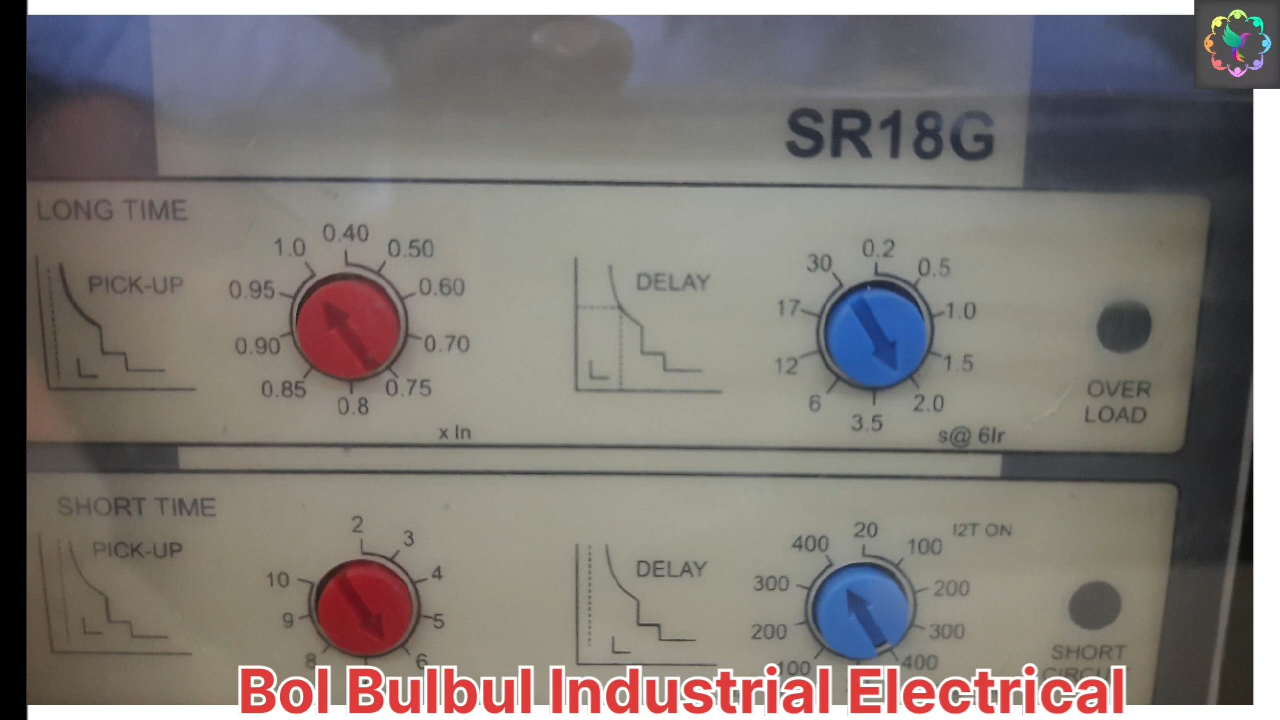 SR18G
LONG TIME
PICK-UP
0.40
0.50
0.60
0.70
0.75
0.8
0.85
0.90
0.95
1.0
x In
DELAY
0.2
0.5
1.0
1.5
2.0
3.5
6
12
17
30
s@ 6Ir
OVER
LOAD
SHORT TIME
PICK-UP
2
3
4
5
6
8
9
10
DELAY
20
I2T ON
100
200
300
400
100
200
300
400
SHORT
Bol Bulbul Industrial Electrical